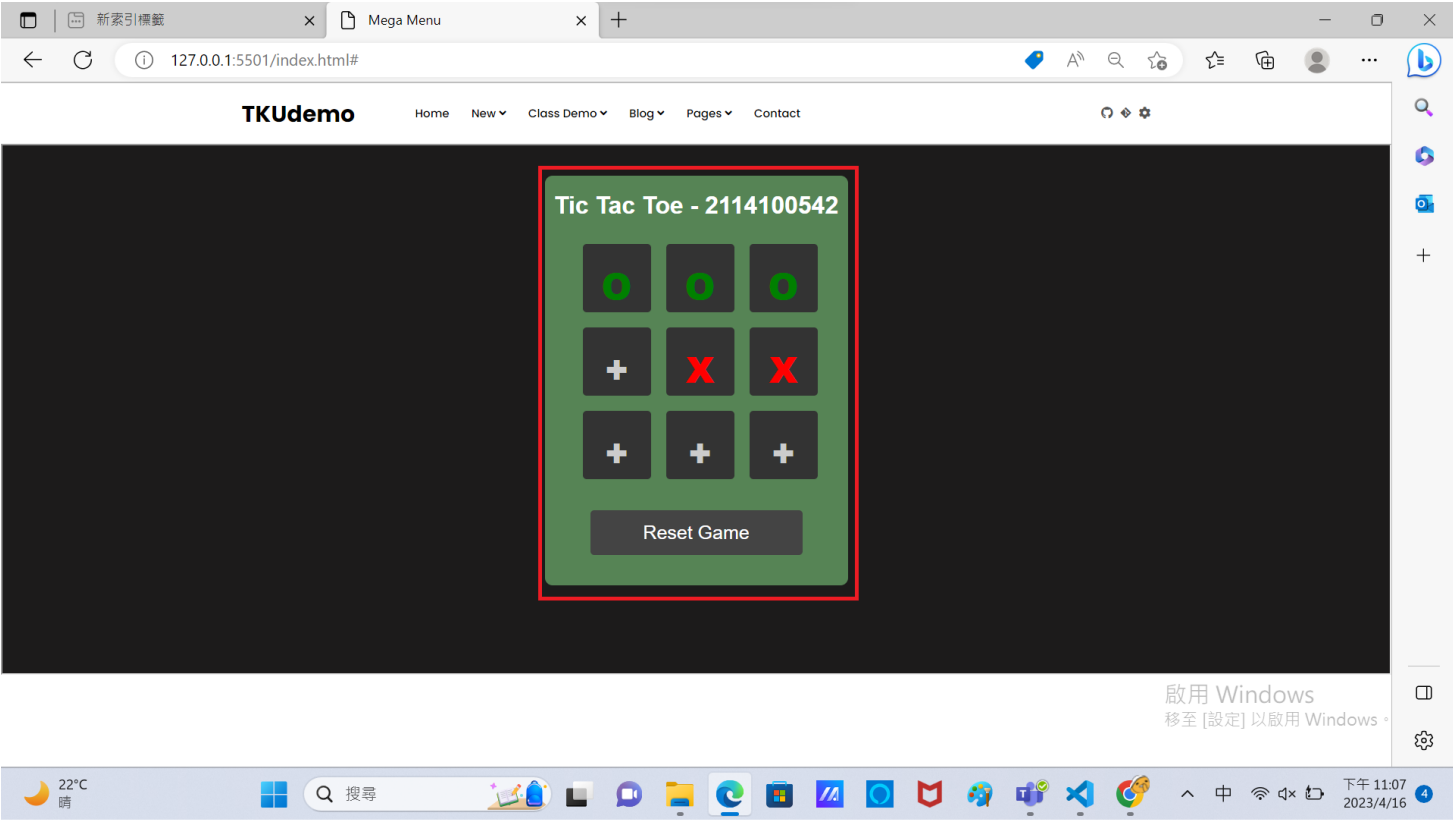 新索引標籤
Mega Menu
127.0.0.1:5501/index.html#
TKUdemo
Home New Class Demo Blog Pages Contact
Tic Tac Toe - 2114100542
O O O
+ X X
+ + +
Reset Game
啟用 Windows
移至 [設定] 以啟用 Windows。
22°C
晴
搜尋
中
下午 11:07
2023/4/16
4